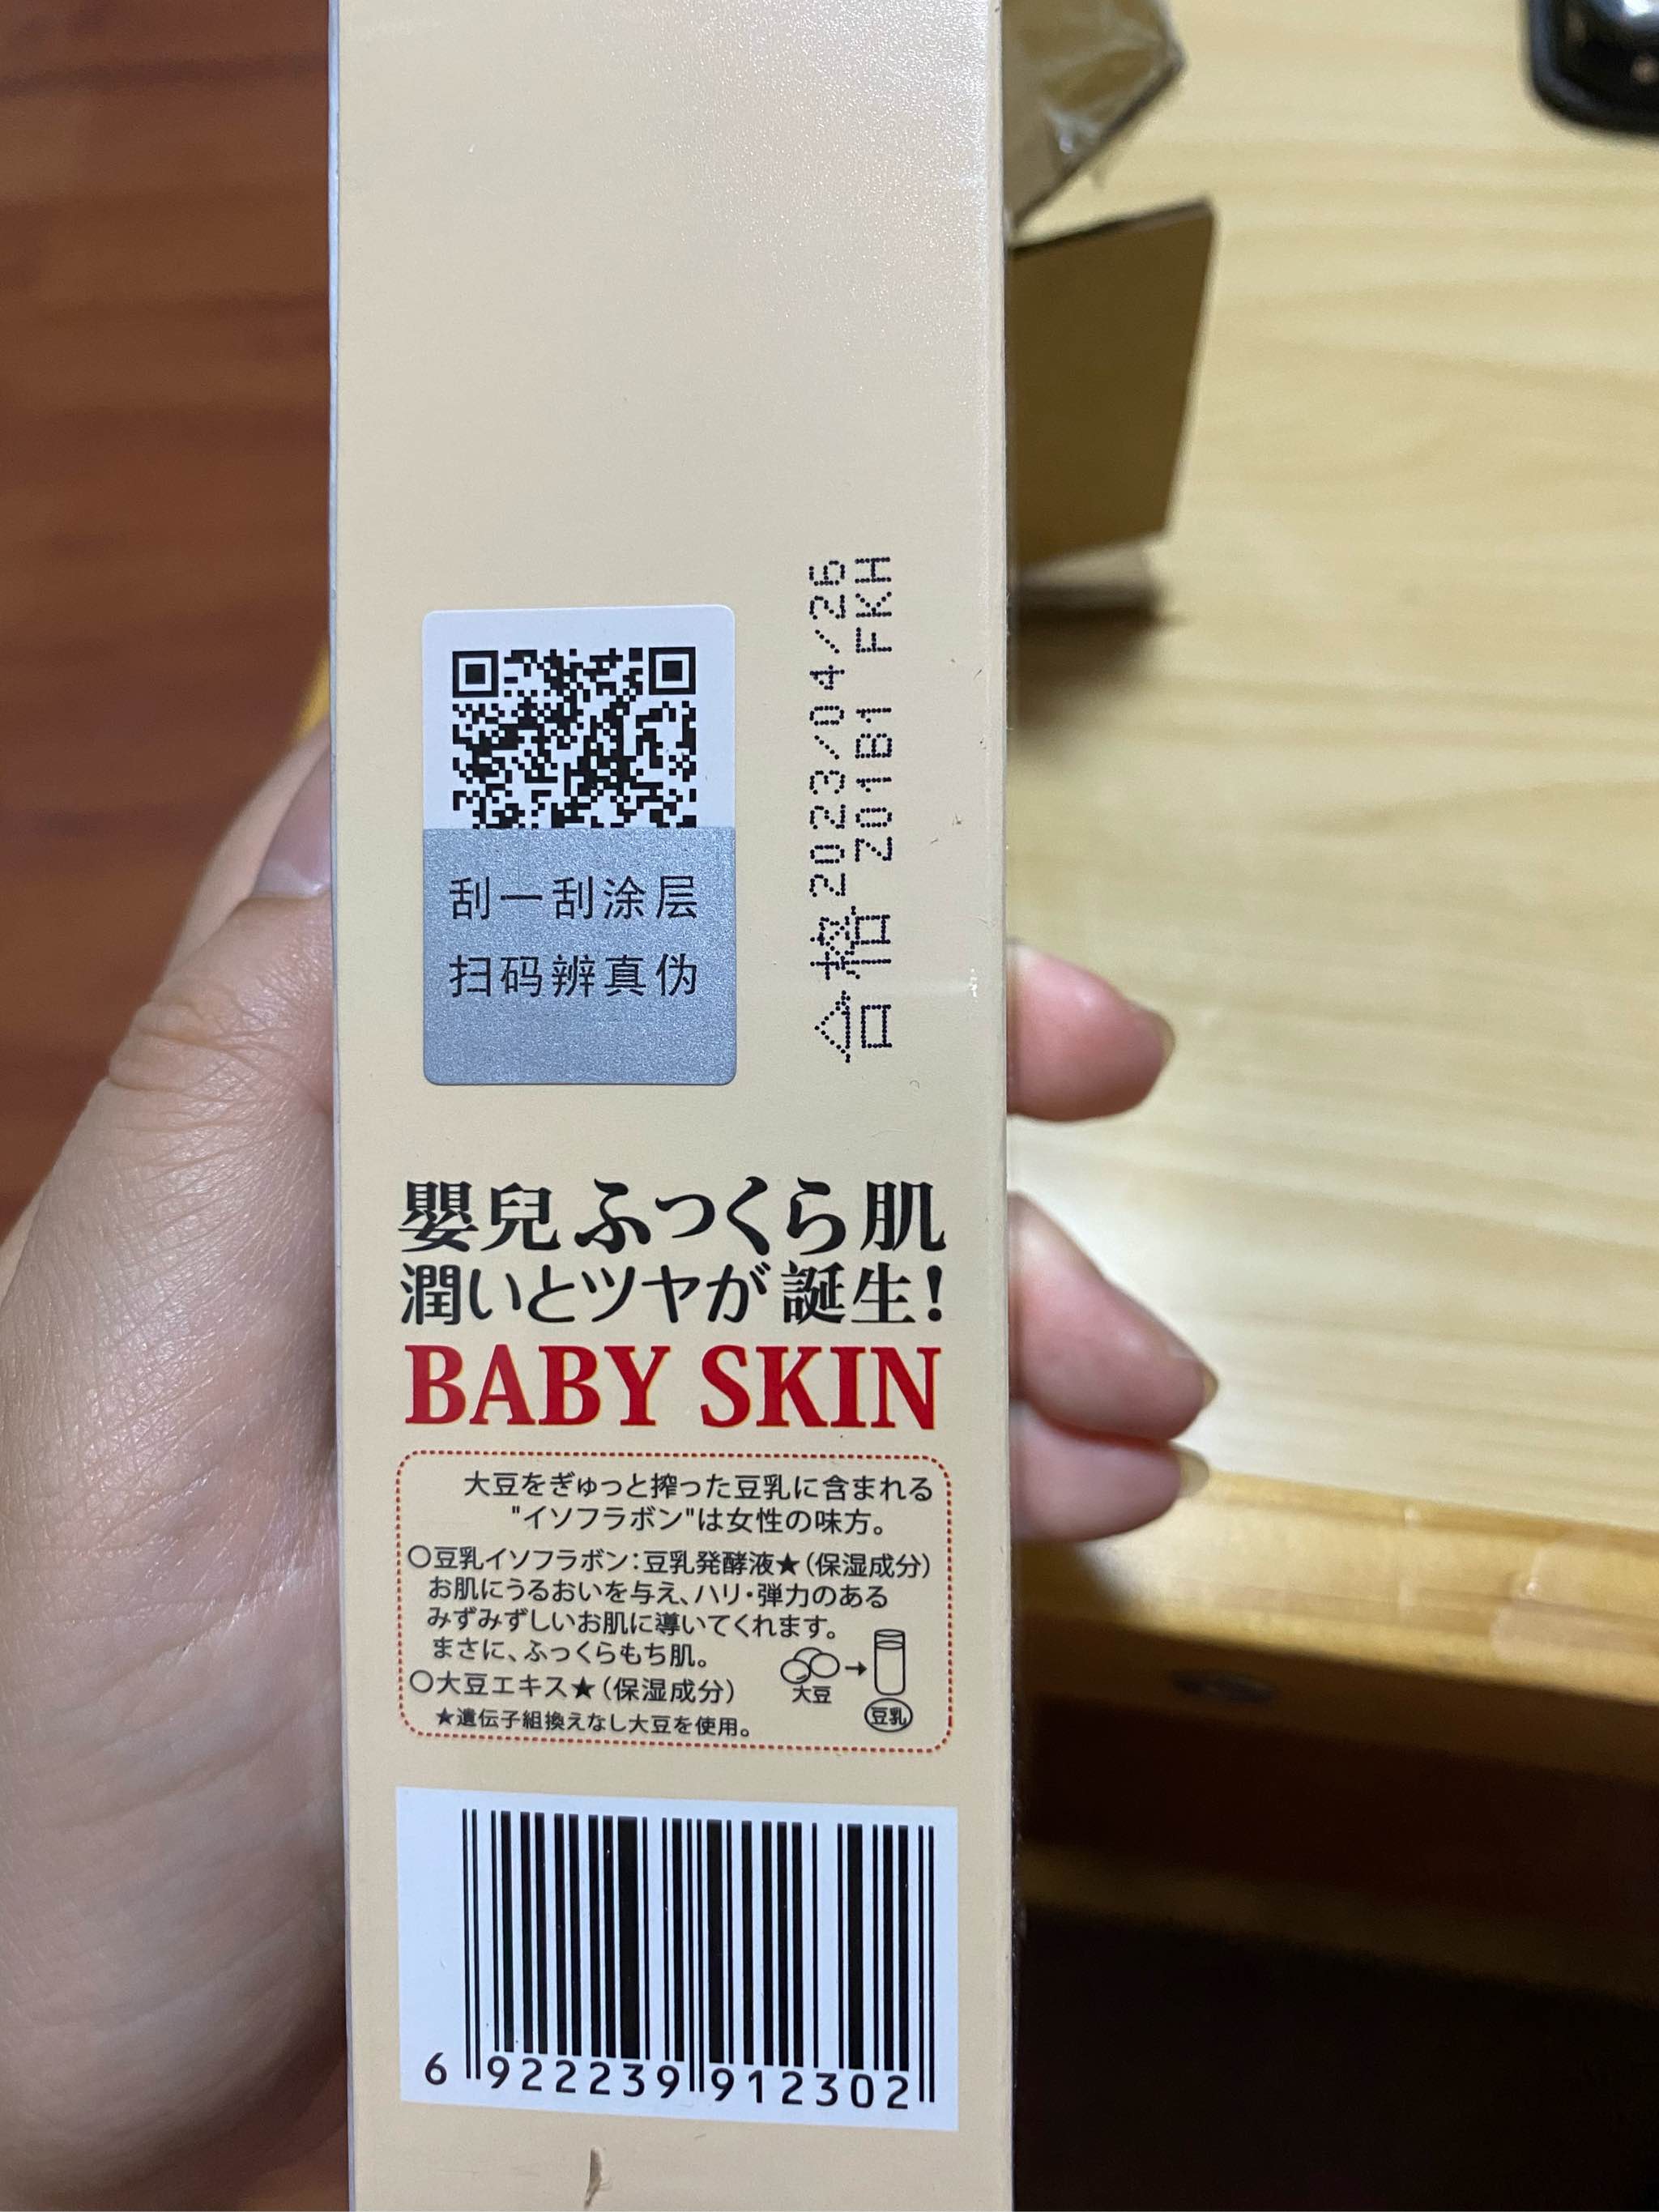 合格 2023/04/26
Z01B1 FKH
刮一刮涂层
扫码辨真伪
嬰兒ふっくら肌
潤いとツヤが誕生!
BABY SKIN
大豆をぎゅっと搾った豆乳に含まれる
"イソフラボン"は女性の味方。
○豆乳イソフラボン:豆乳発酵液★(保湿成分)
お肌にうるおいを与え、ハリ・弾力のある
みずみずしいお肌に導いてくれます。
まさに、ふっくらもち肌。
○大豆エキス★(保湿成分)
★遺伝子組換えなし大豆を使用。
大豆
豆乳
6 922239 912302